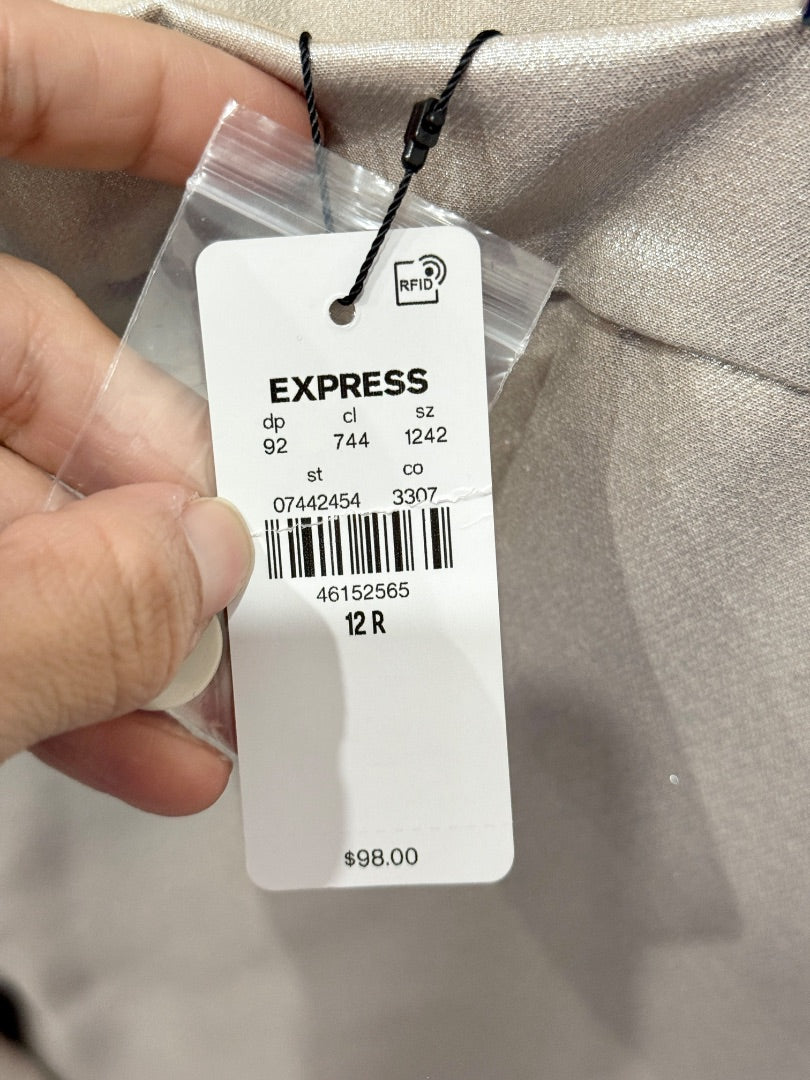 RFID
EXPRESS
dp cl sz
92 744 1242
st co
07442454 3307
46152565
12 R
$98.00